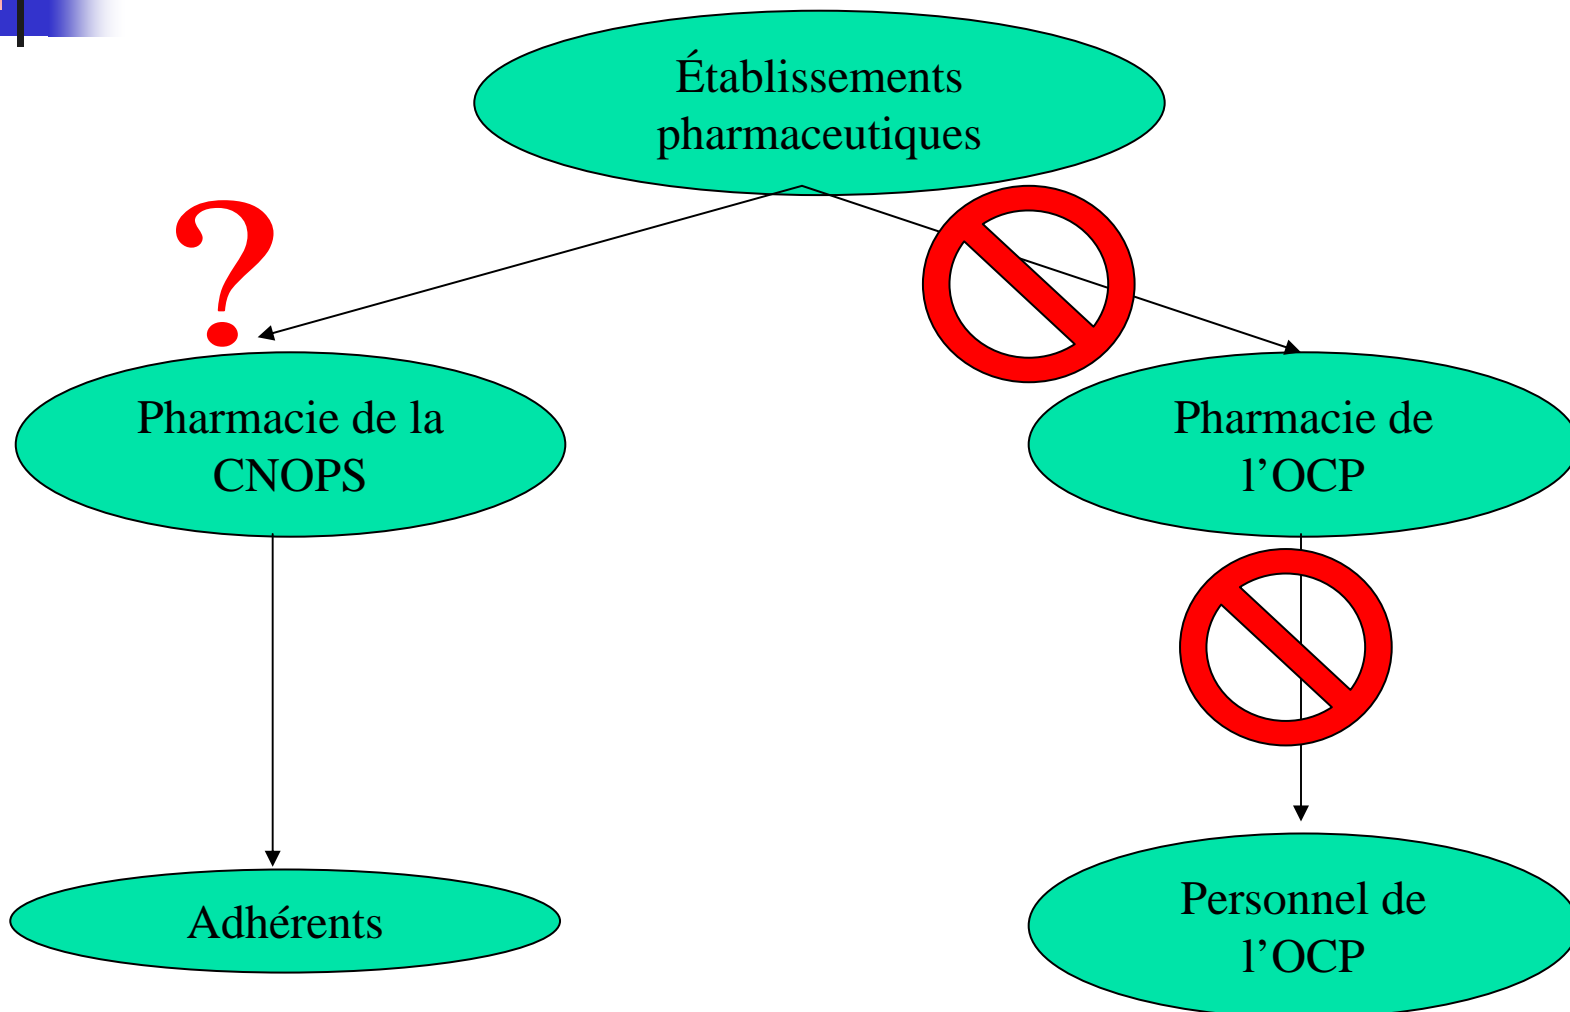 Établissements
pharmaceutiques
?
Pharmacie de la
CNOPS
Pharmacie de
l’OCP
Adhérents
Personnel de
l’OCP